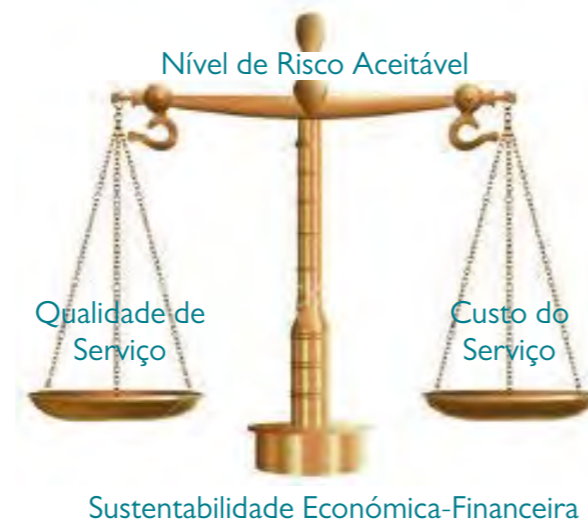 Nível de Risco Aceitável
Qualidade de
Serviço
Custo do
Serviço
Sustentabilidade Económica-Financeira